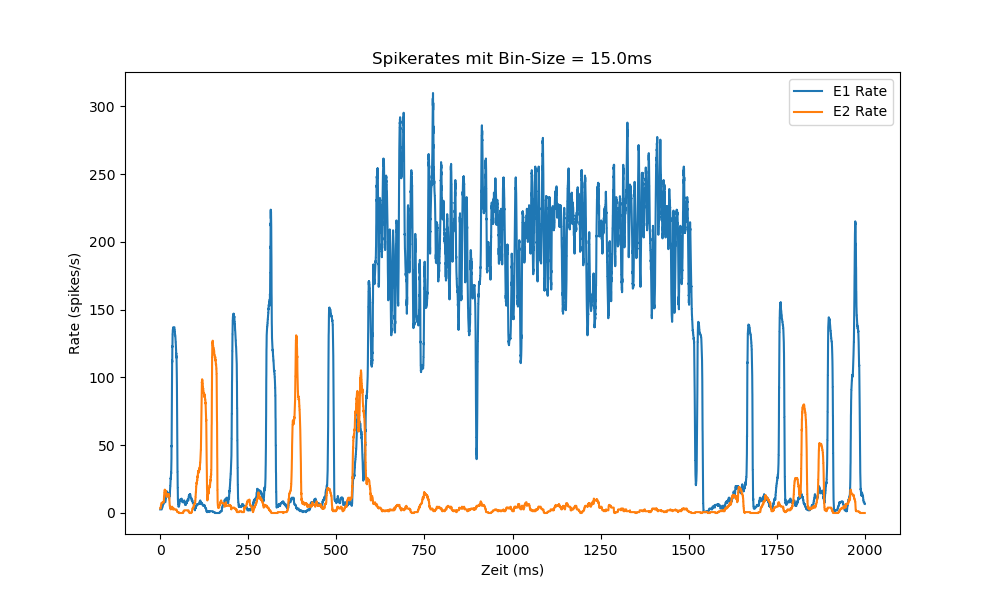 Spikerates mit Bin-Size = 15.0ms
E1 Rate
E2 Rate
Rate (spikes/s)
300
250
200
150
100
50
0
0 250 500 750 1000 1250 1500 1750 2000
Zeit (ms)